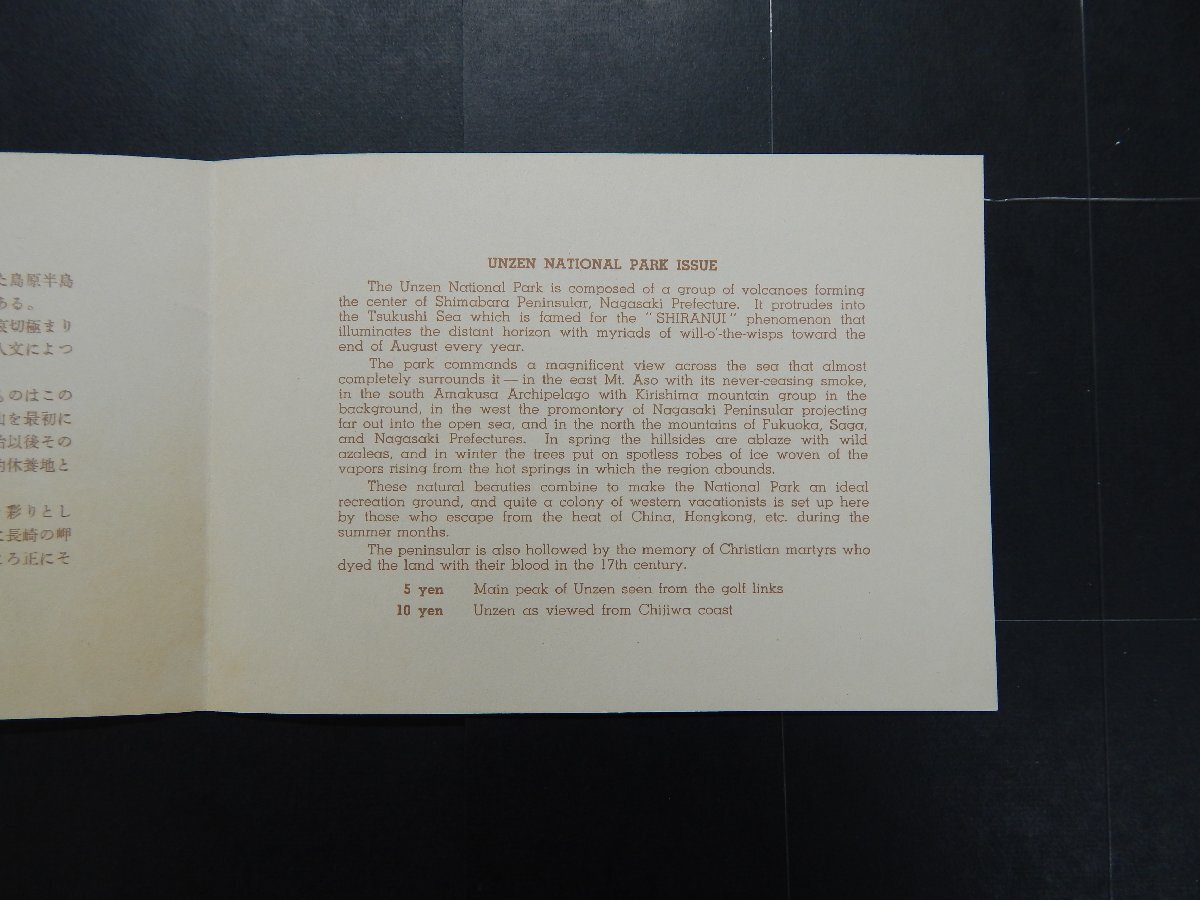 た島原半島
ある。
哀切極まり
人文によつ
ものはこの
山を最初に
治以後その
的休養地と
彩りとし
に長崎の岬
ころ正にそ
UNZEN NATIONAL PARK ISSUE
The Unzen National Park is composed of a group of volcanoes forming
the center of Shimabara Peninsular, Nagasaki Prefecture. It protrudes into
the Tsukushi Sea which is famed for the "SHIRANUI" phenomenon that
illuminates the distant horizon with myriads of will-o'-the-wisps toward the
end of August every year.
The park commands a magnificent view across the sea that almost
completely surrounds it — in the east Mt. Aso with its never-ceasing smoke,
in the south Amakusa Archipelago with Kirishima mountain group in the
background, in the west the promontory of Nagasaki Peninsular projecting
far out into the open sea, and in the north the mountains of Fukuoka, Saga,
and Nagasaki Prefectures. In spring the hillsides are ablaze with wild
azaleas, and in winter the trees put on spotless robes of ice woven of the
vapors rising from the hot springs in which the region abounds.
These natural beauties combine to make the National Park an ideal
recreation ground, and quite a colony of western vacationists is set up here
by those who escape from the heat of China, Hongkong, etc. during the
summer months.
The peninsular is also hollowed by the memory of Christian martyrs who
dyed the land with their blood in the 17th century.
5 yen Main peak of Unzen seen from the golf links
10 yen Unzen as viewed from Chijiwa coast